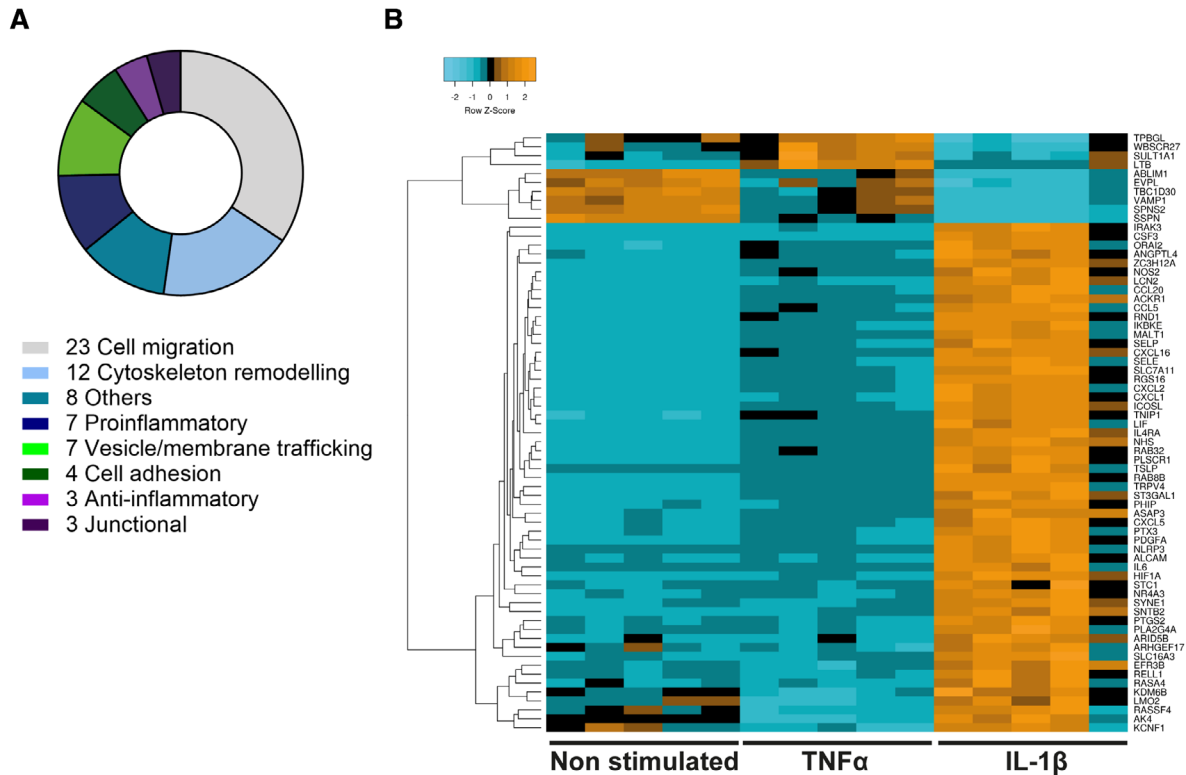 A
B
-2 -1 0 1 2
Row Z-Score
23 Cell migration
12 Cytoskeleton remodelling
8 Others
7 Proinflammatory
7 Vesicle/membrane trafficking
4 Cell adhesion
3 Anti-inflammatory
3 Junctional
TPBGL
WBSCR27
SULT1A1
LTB
ABLIM1
EVPL
TBC1D30
VAMP1
SPNS2
SSPN
IRAK3
CSF3
ORAI2
ANGPTL4
ZC3H12A
NOS2
LCN2
CCL20
ACKR1
CCL5
RND1
IKBKE
MALT1
SELP
CXCL16
SELE
SLC7A11
RGS16
CXCL2
CXCL1
ICOSL
TNIP1
LIF
IL4RA
NHS
RAB32
PLSCR1
TSLP
RAB8B
TRPV4
ST3GAL1
PHIP
ASAP3
CXCL5
PTX3
PDGFA
NLRP3
ALCAM
IL6
HIF1A
STC1
NR4A3
SYNE1
SNTB2
PTGS2
PLA2G4A
ARID5B
ARHGEF17
SLC16A3
EFR3B
RELL1
RASA4
KDM6B
LMO2
RASSF4
AK4
KCNF1
Non stimulated TNFα IL-1β